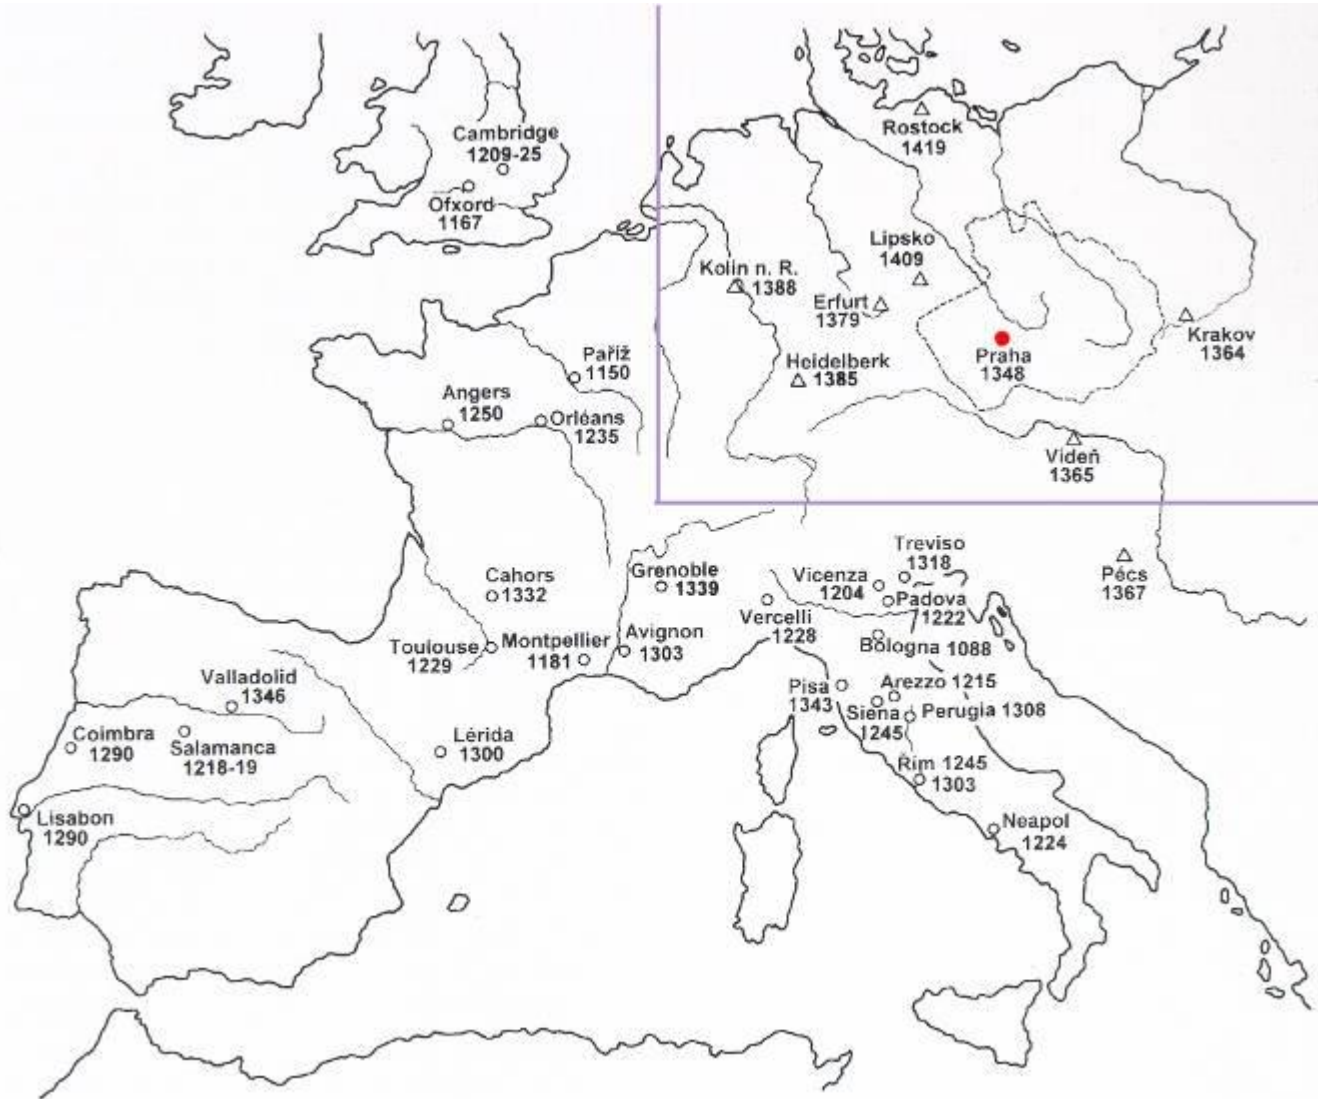 Cambridge
1209-25
Ofxord
1167
Rostock
1419
Lipsko
1409
Kolin n. R.
1388
Erfurt
1379
Praha
1348
Krakov
1364
Heidelberk
1385
Paříž
1150
Angers
1250
Orléans
1235
Videň
1365
Treviso
1318
Vicenza
1204
Padova
1222
Pécs
1367
Cahors
1332
Grenoble
1339
Vercelli
1228
Toulouse
1229
Montpellier
1181
Avignon
1303
Bologna 1088
Valladolid
1346
Pisa
1343
Arezzo 1215
Siena
1245
Perugia 1308
Coimbra
1290
Salamanca
1218-19
Lérida
1300
Řím 1245
1303
Lisabon
1290
Neapol
1224